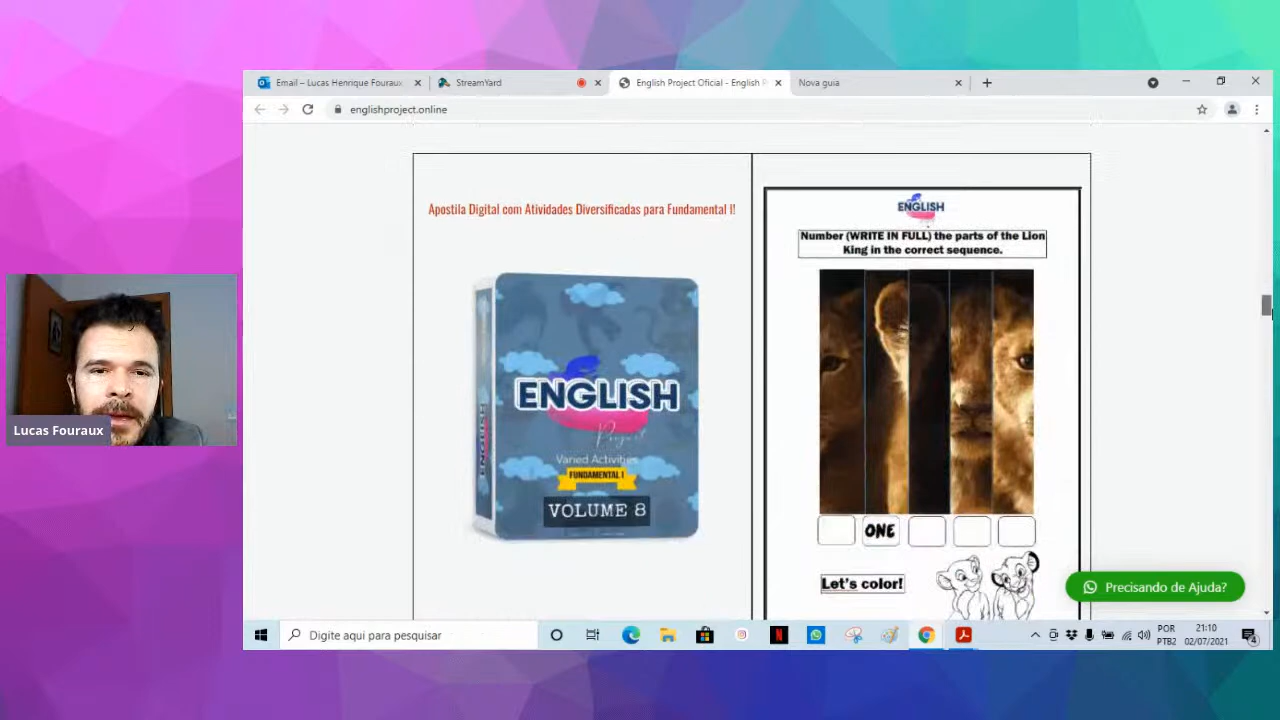 Email – Lucas Henrique Fouraux
StreamYard
English Project Oficial - English P
Nova guia
englishproject.online
Apostila Digital com Atividades Diversificadas para Fundamental I!
ENGLISH
Project
Varied Activities
FUNDAMENTAL I
VOLUME 8
ENGLISH
Number (WRITE IN FULL) the parts of the Lion
King in the correct sequence.
ONE
Let's color!
Precisando de Ajuda?
Lucas Fouraux
Digite aqui para pesquisar
POR
PTB2
21:10
02/07/2021
4